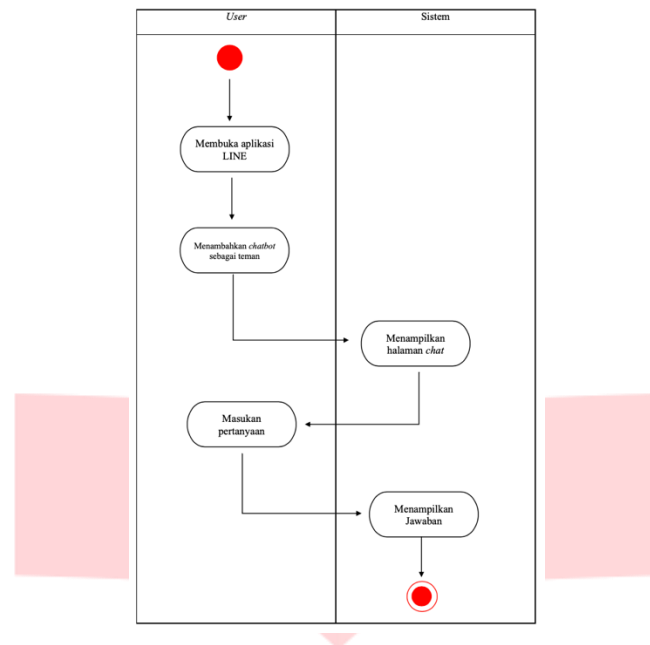 User
Sistem
Membuka aplikasi
LINE
Menambahkan chatbot
sebagai teman
Menampilkan
halaman chat
Masukan
pertanyaan
Menampilkan
Jawaban